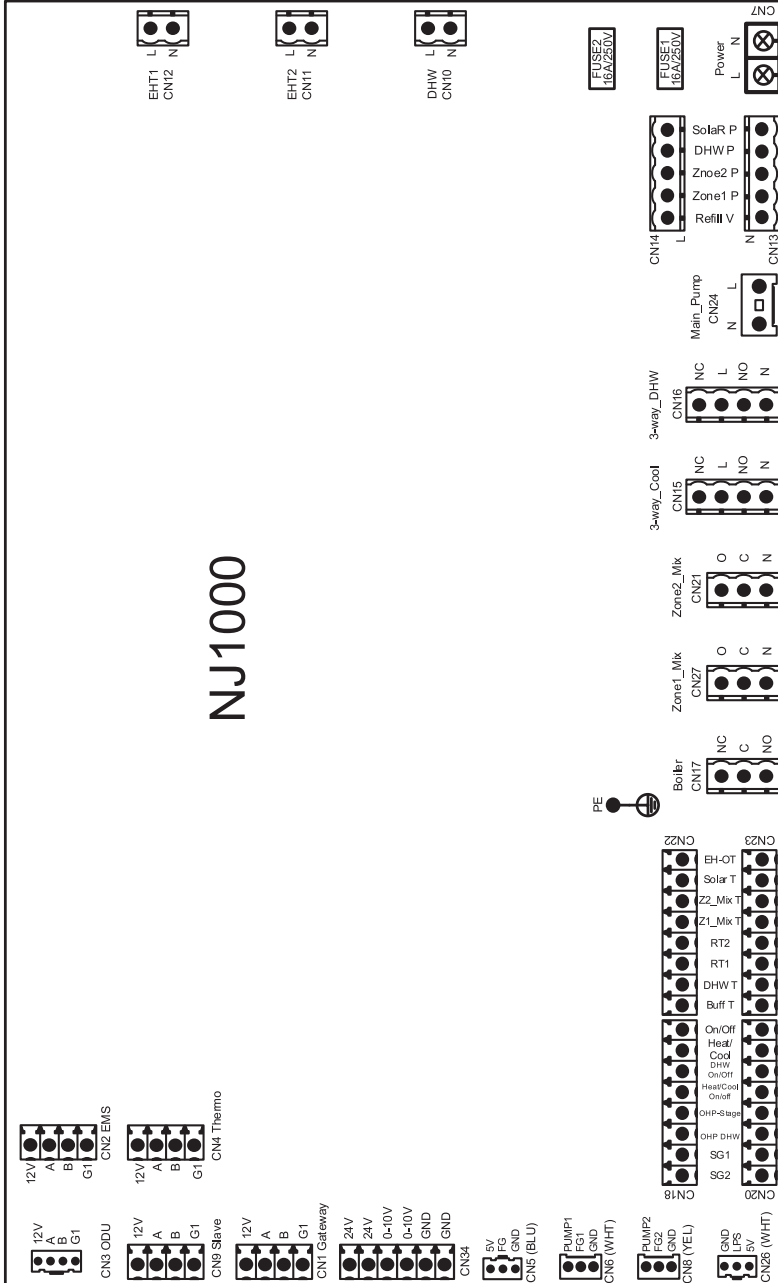 L
N
EHT1
CN12
L
N
EHT2
CN11
L
N
DHW
CN10
FUSE2
16A/250V
FUSE1
16A/250V
Power
L
N
CN7
SolaR P
DHW P
Znoe2 P
Zone1 P
Refill V
CN14
L
N
CN13
Main_Pump
CN24
N
L
3-way_DHW
CN16
NC
L
NO
N
3-way_Cool
CN15
NC
L
NO
N
NJ1000
Zone2_Mix
CN21
O
C
N
Zone1_Mix
CN27
O
C
N
Boiler
CN17
NC
C
NO
PE
CN22
CN23
EH-OT
Solar T
Z2_Mix T
Z1_Mix T
RT2
RT1
DHW T
Buff T
On/Off
Heat/
Cool
DHW
On/Off
Heat/Cool
On/off
OHP-Stage
OHP DHW
SG1
SG2
CN18
CN20
12V
A
B
G1
CN2 EMS
12V
A
B
G1
CN4 Thermo
12V
A
B
G1
CN3 ODU
12V
A
B
G1
CN9 Slave
12V
A
B
G1
CN1 Gateway
24V
24V
0-10V
0-10V
GND
GND
CN34
5V
FG
GND
CN5 (BLU)
PUMP1
FG1
GND
CN6 (WHT)
PUMP2
FG2
GND
CN8 (YEL)
GND
LPS
5V
CN26 (WHT)